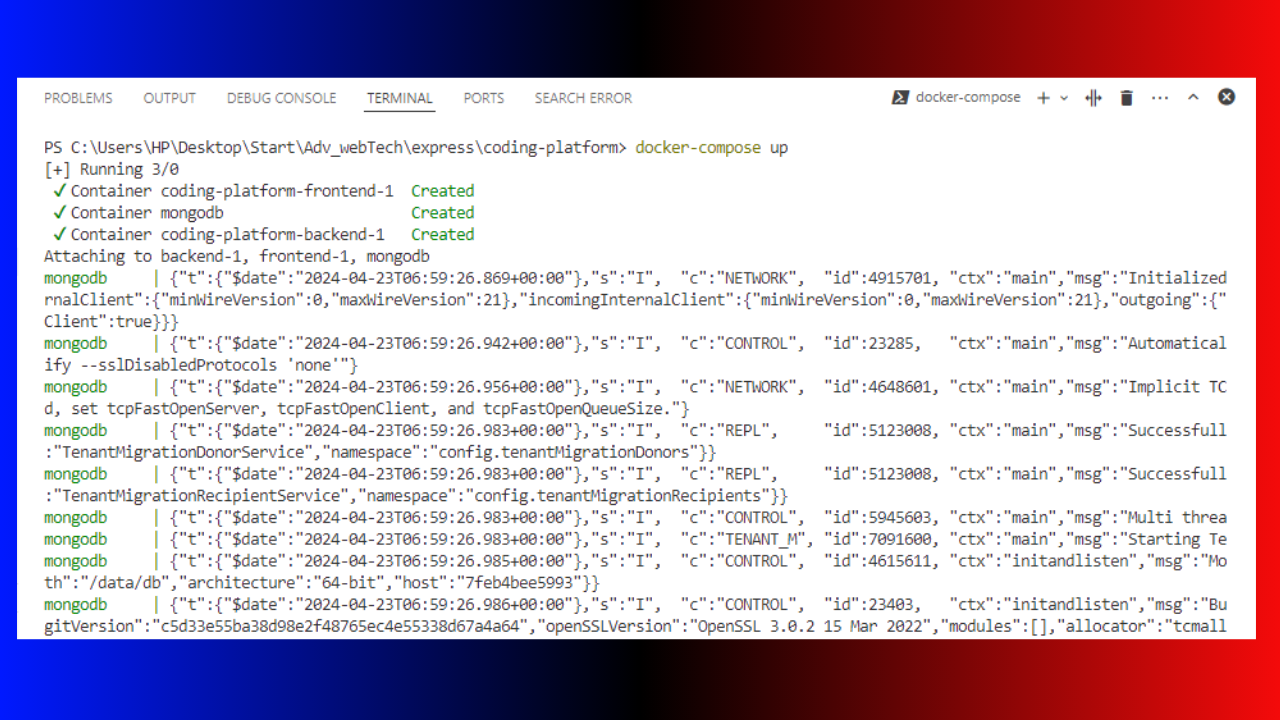 PROBLEMS OUTPUT DEBUG CONSOLE TERMINAL PORTS SEARCH ERROR docker-compose
PS C:\Users\HP\Desktop\Start\Adv_webTech\express\coding-platform> docker-compose up
[+] Running 3/0
✓ Container coding-platform-frontend-1 Created
✓ Container mongodb Created
✓ Container coding-platform-backend-1 Created
Attaching to backend-1, frontend-1, mongodb
mongodb | {"t":{"$date":"2024-04-23T06:59:26.869+00:00"},"s":"I", "c":"NETWORK", "id":4915701, "ctx":"main","msg":"Initialized
rnalClient":{"minWireVersion":0,"maxWireVersion":21},"incomingInternalClient":{"minWireVersion":0,"maxWireVersion":21},"outgoing":{"
Client":true}}}
mongodb | {"t":{"$date":"2024-04-23T06:59:26.942+00:00"},"s":"I", "c":"CONTROL", "id":23285, "ctx":"main","msg":"Automatical
ify --sslDisabledProtocols 'none'"}
mongodb | {"t":{"$date":"2024-04-23T06:59:26.956+00:00"},"s":"I", "c":"NETWORK", "id":4648601, "ctx":"main","msg":"Implicit TC
d, set tcpFastOpenServer, tcpFastOpenClient, and tcpFastOpenQueueSize."}
mongodb | {"t":{"$date":"2024-04-23T06:59:26.983+00:00"},"s":"I", "c":"REPL", "id":5123008, "ctx":"main","msg":"Successfull
:"TenantMigrationDonorService","namespace":"config.tenantMigrationDonors"}}
mongodb | {"t":{"$date":"2024-04-23T06:59:26.983+00:00"},"s":"I", "c":"REPL", "id":5123008, "ctx":"main","msg":"Successfull
:"TenantMigrationRecipientService","namespace":"config.tenantMigrationRecipients"}}
mongodb | {"t":{"$date":"2024-04-23T06:59:26.983+00:00"},"s":"I", "c":"CONTROL", "id":5945603, "ctx":"main","msg":"Multi threa
mongodb | {"t":{"$date":"2024-04-23T06:59:26.983+00:00"},"s":"I", "c":"TENANT_M", "id":7091600, "ctx":"main","msg":"Starting Te
mongodb | {"t":{"$date":"2024-04-23T06:59:26.985+00:00"},"s":"I", "c":"CONTROL", "id":4615611, "ctx":"initandlisten","msg":"Mo
th":"/data/db","architecture":"64-bit","host":"7feb4bee5993"}}
mongodb | {"t":{"$date":"2024-04-23T06:59:26.986+00:00"},"s":"I", "c":"CONTROL", "id":23403, "ctx":"initandlisten","msg":"Bu
gitVersion":"c5d33e55ba38d98e2f48765ec4e55338d67a4a64","openSSLVersion":"OpenSSL 3.0.2 15 Mar 2022","modules":[],"allocator":"tcmall